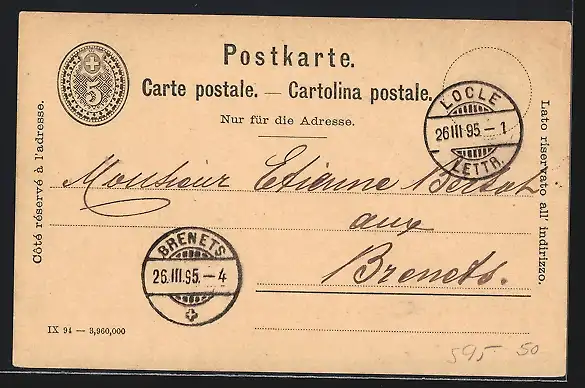 5
Postkarte.
Carte postale. — Cartolina postale.
Nur für die Adresse.
Côté réservé à l'adresse.
Lato riservato all' indirizzo.
LOCLE
26 III 95 – 1
LETTR.
Monsieur Etienne
aux
Brenets.
BRENETS
26. III. 95. – 4
IX 94 — 3,960,000
595- 50